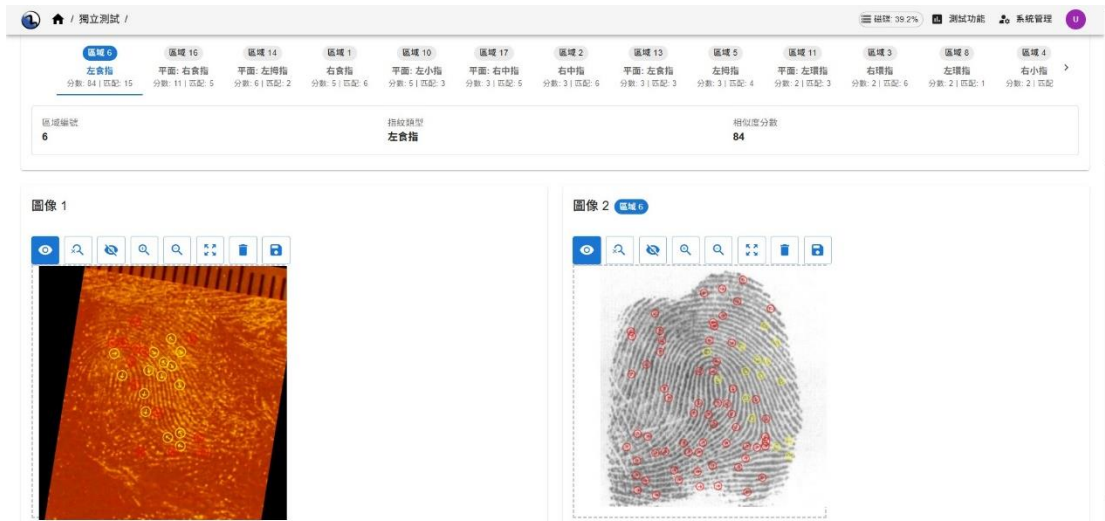 / 獨立測試 /
磁碟: 39.2%
測試功能
系統管理
U
區域 6 區域 16 區域 14 區域 1 區域 10 區域 17 區域 2 區域 13 區域 5 區域 11 區域 3 區域 8 區域 4
左食指 平面: 右食指 平面: 左拇指 右食指 平面: 左小指 平面: 右中指 右中指 平面: 左食指 左拇指 平面: 左環指 右環指 左環指 右小指
分數: 84 | 匹配: 15 分數: 11 | 匹配: 5 分數: 6 | 匹配: 2 分數: 5 | 匹配: 6 分數: 5 | 匹配: 3 分數: 3 | 匹配: 5 分數: 3 | 匹配: 6 分數: 3 | 匹配: 3 分數: 3 | 匹配: 4 分數: 2 | 匹配: 3 分數: 2 | 匹配: 6 分數: 2 | 匹配: 1 分數: 2 | 匹配
區域編號 指紋類型 相似度分數
6 左食指 84
圖像 1
圖像 2 區域 6